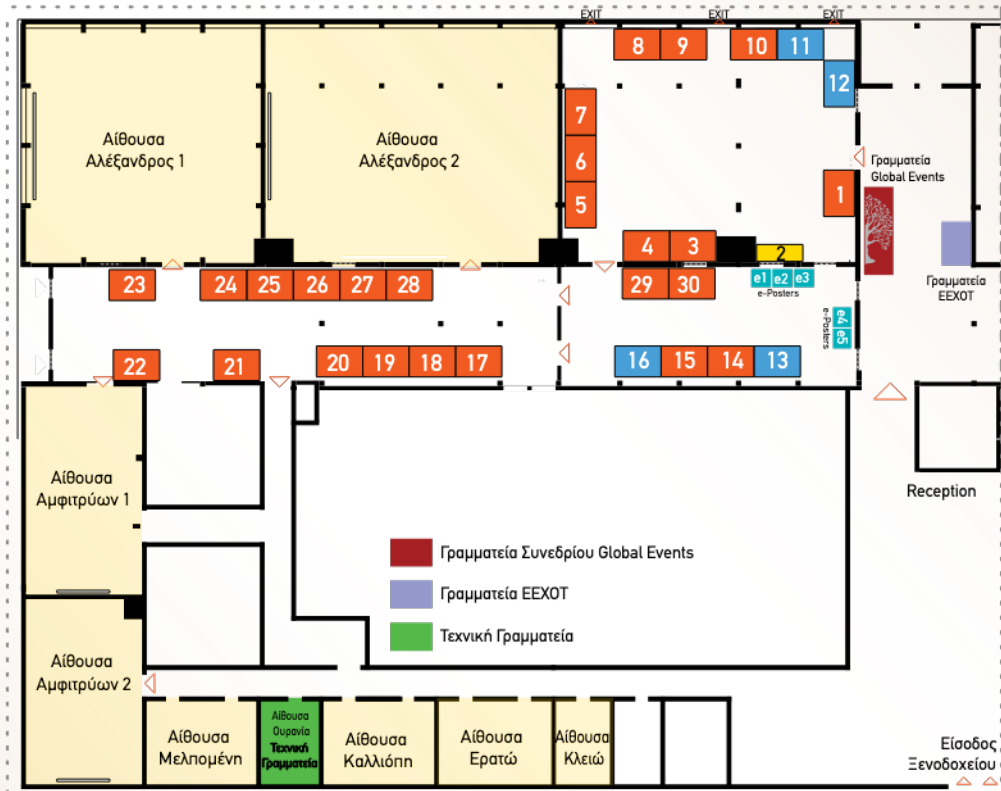 EXIT
EXIT
EXIT
8
9
10
11
12
7
6
5
1
Αίθουσα
Αλέξανδρος 1
Αίθουσα
Αλέξανδρος 2
Γραμματεία
Global Events
4
3
2
Γραμματεία
ΕΕΧΟΤ
23
24
25
26
27
28
29
30
e1
e2
e3
e-Posters
e-Posters
e4
e5
22
21
20
19
18
17
16
15
14
13
Αίθουσα
Αμφιτρύων 1
Reception
Γραμματεία Συνεδρίου Global Events
Γραμματεία ΕΕΧΟΤ
Τεχνική Γραμματεία
Αίθουσα
Αμφιτρύων 2
Αίθουσα
Μελπομένη
Αίθουσα
Ουρανία
Τεχνική
Γραμματεία
Αίθουσα
Καλλιόπη
Αίθουσα
Ερατώ
Αίθουσα
Κλειώ
Είσοδος
Ξενοδοχείου